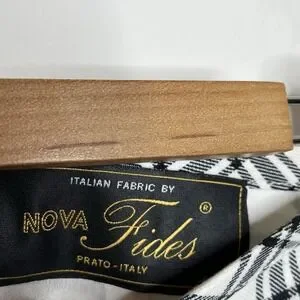 ITALIAN FABRIC BY
NOVA Fides ®
PRATO-ITALY